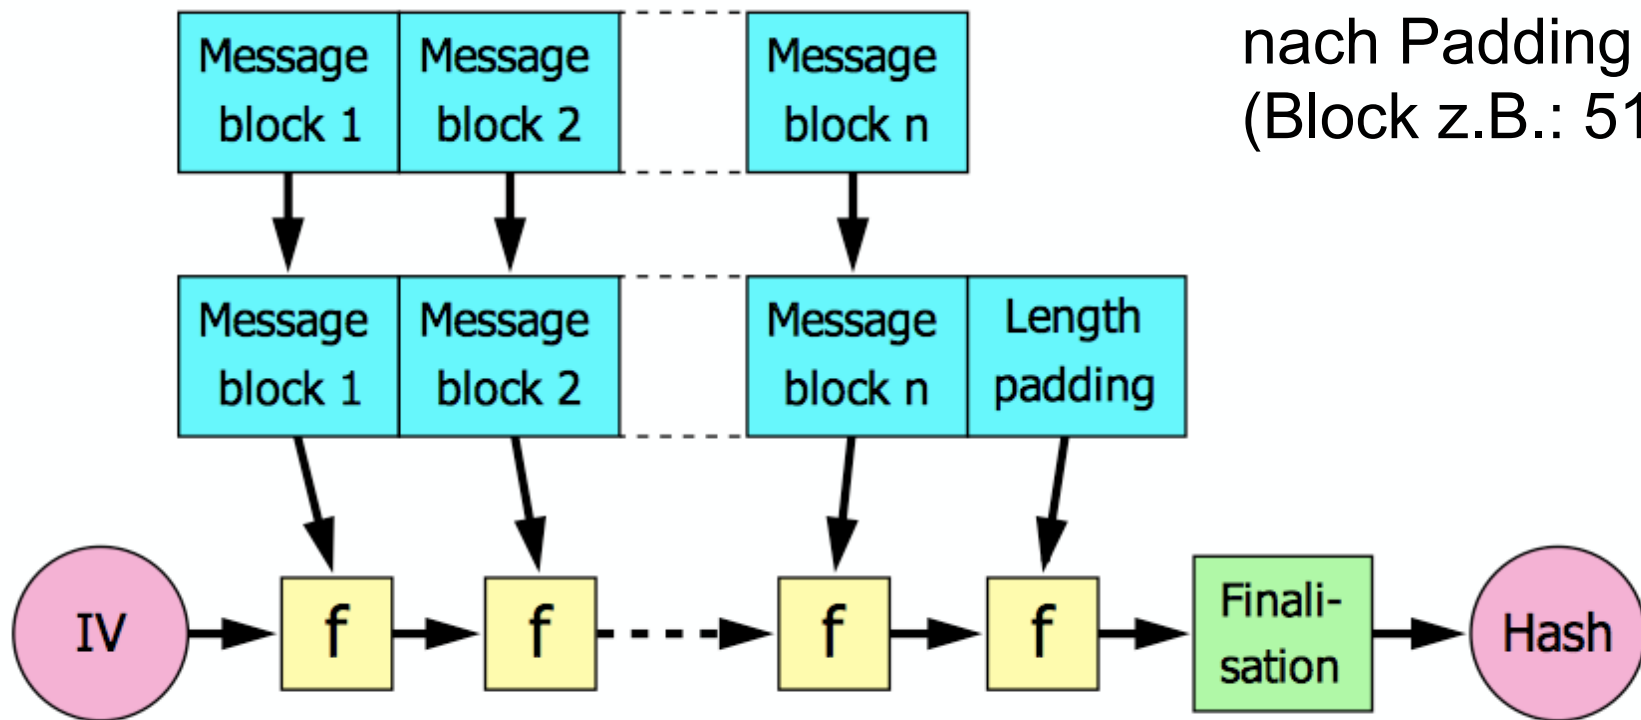 Message
block 1
Message
block 2
Message
block n
nach Padding
(Block z.B.: 51
Message
block 1
Message
block 2
Message
block n
Length
padding
IV
f
f
f
f
Finali-
sation
Hash